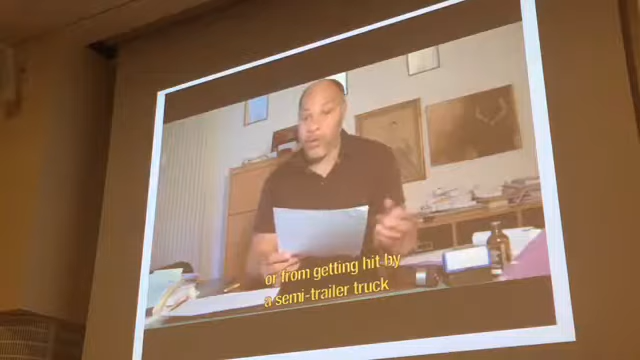 or from getting hit by
a semi-trailer truck